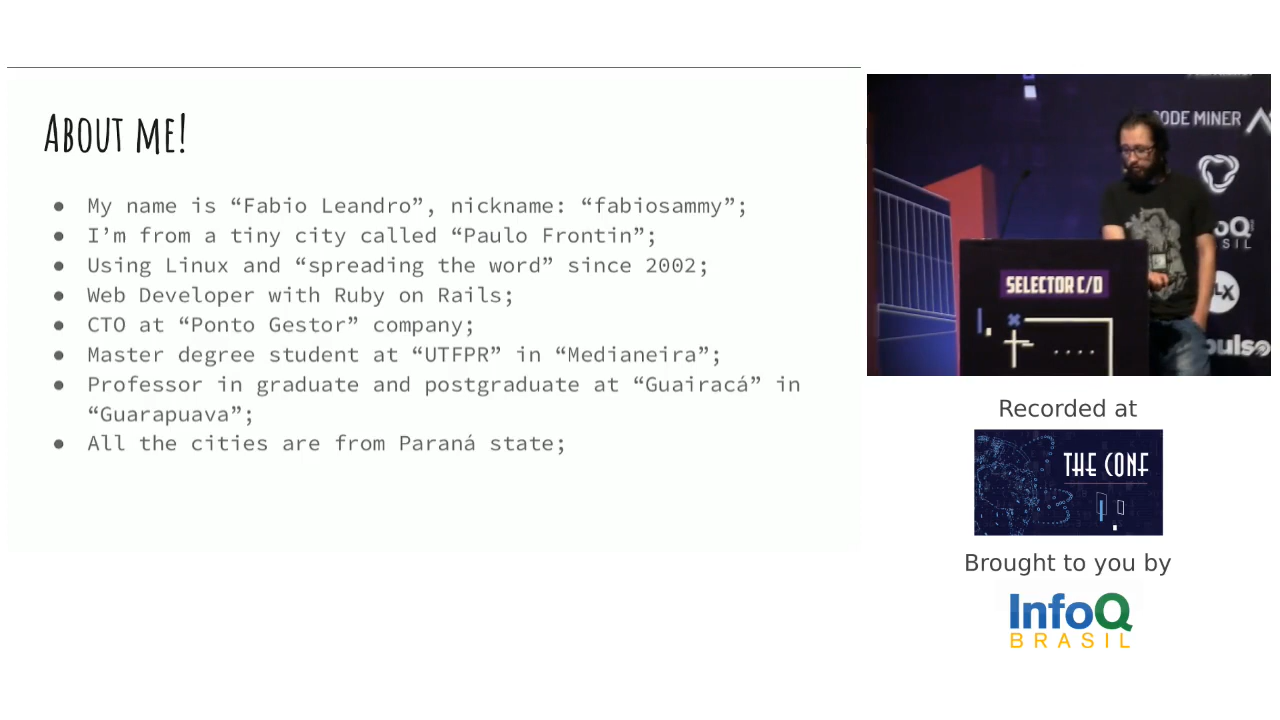 About me!
● My name is “Fabio Leandro”, nickname: “fabiosammy”;
● I’m from a tiny city called “Paulo Frontin”;
● Using Linux and “spreading the word” since 2002;
● Web Developer with Ruby on Rails;
● CTO at “Ponto Gestor” company;
● Master degree student at “UTFPR” in “Medianeira”;
● Professor in graduate and postgraduate at “Guairacá” in
“Guarapuava”;
● All the cities are from Paraná state;
CODE MINER
SELECTOR C/D
Recorded at
THE CONF
Brought to you by
InfoQ
BRASIL